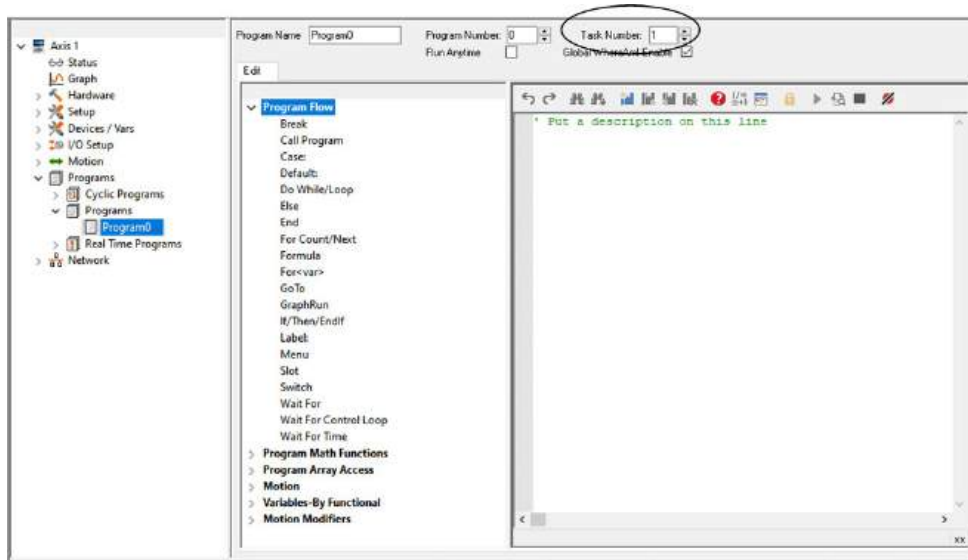 Program Name Program0 Program Number: 0 Task Number: 1
Run Anytime Global WhereAmI Enable
Edit
Axis 1
Status
Graph
Hardware
Setup
Devices / Vars
I/O Setup
Motion
Programs
Cyclic Programs
Programs
Program0
Real Time Programs
Network
Program Flow
Break
Call Program
Case:
Default:
Do While/Loop
Else
End
For Count/Next
Formula
For<var>
GoTo
GraphRun
If/Then/EndIf
Label:
Menu
Slot
Switch
Wait For
Wait For Control Loop
Wait For Time
Program Math Functions
Program Array Access
Motion
Variables-By Functional
Motion Modifiers
' Put a description on this line
xx